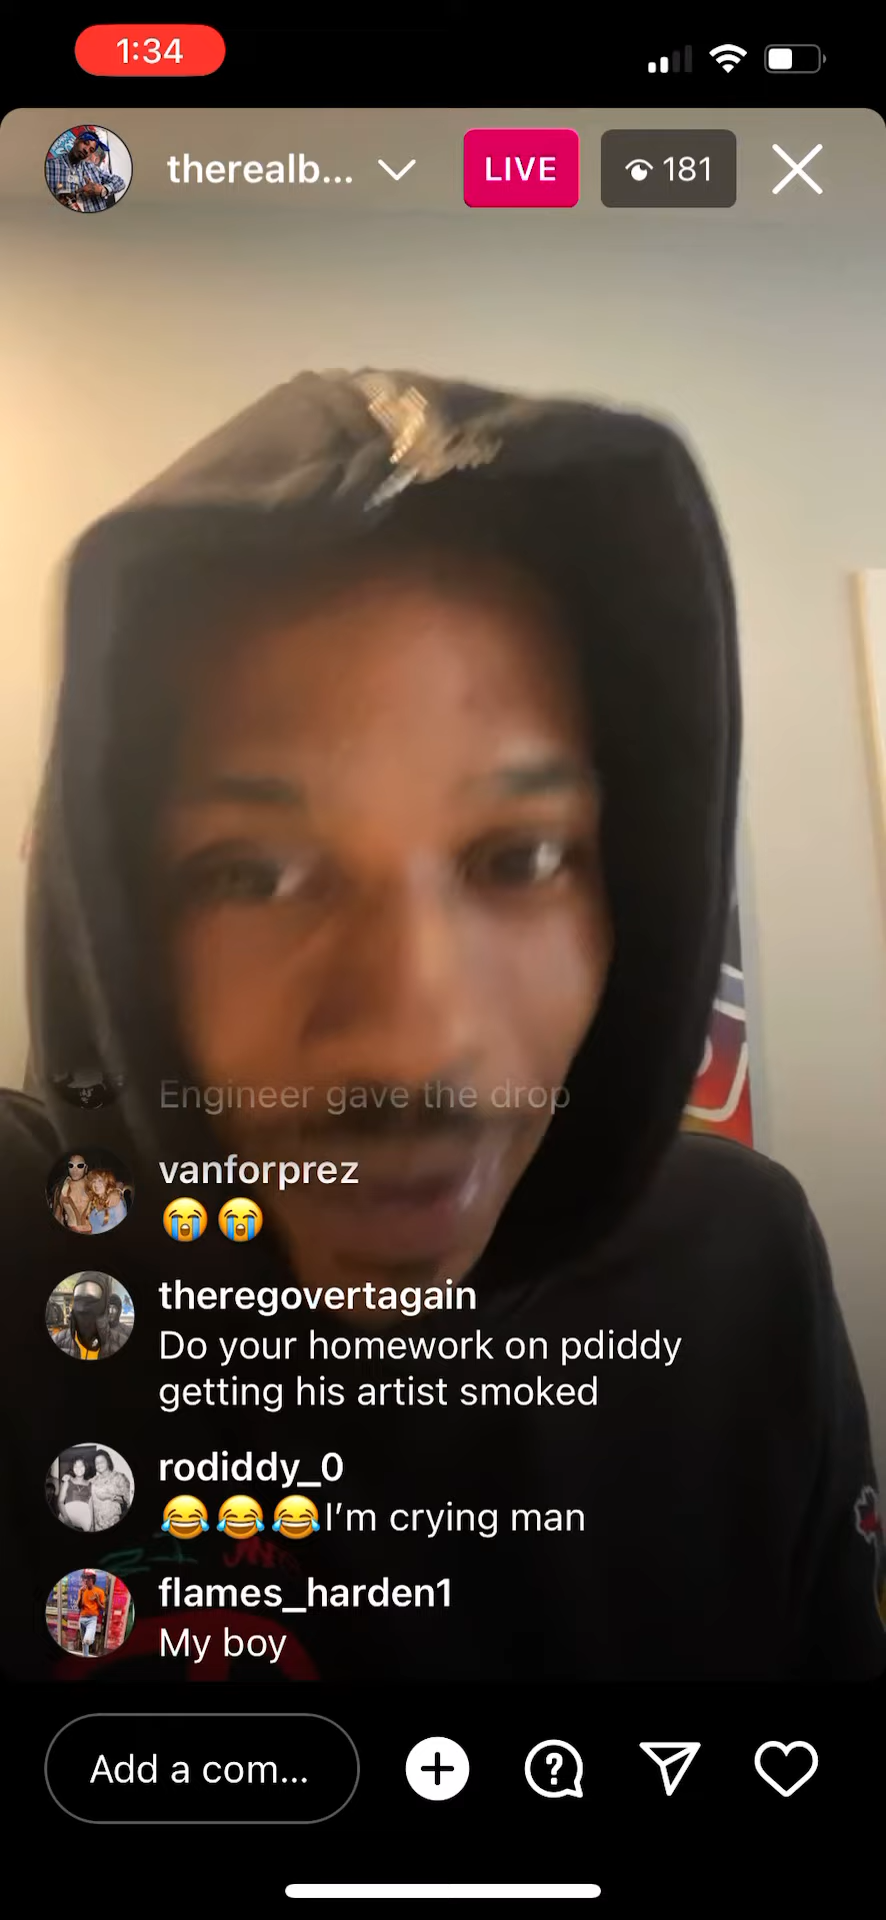 1:34
therealb...
LIVE
181
Engineer gave the drop
vanforprez
😭😭
theregovertagain
Do your homework on pdiddy
getting his artist smoked
rodiddy_0
😂😂😂I'm crying man
flames_harden1
My boy
Add a com...